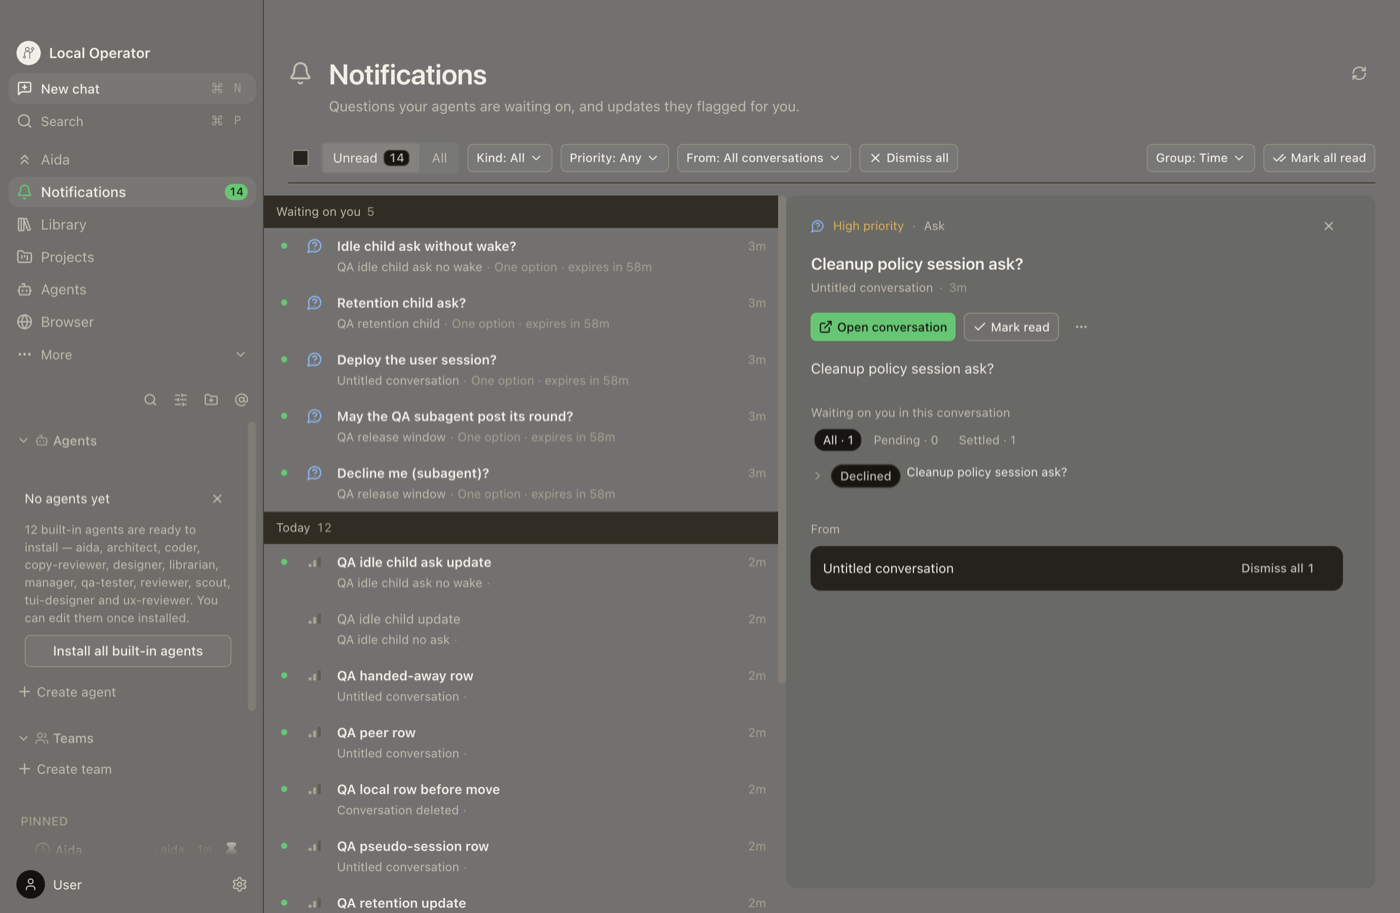 Local Operator
New chat ⌘ N
Search ⌘ P
Aida
Notifications 14
Library
Projects
Agents
Browser
More
Agents
No agents yet
12 built-in agents are ready to
install — aida, architect, coder,
copy-reviewer, designer, librarian,
manager, qa-tester, reviewer, scout,
tui-designer and ux-reviewer. You
can edit them once installed.
Install all built-in agents
Create agent
Teams
Create team
PINNED
Aida · aida 1m
User
Notifications
Questions your agents are waiting on, and updates they flagged for you.
Unread 14 All Kind: All Priority: Any From: All conversations Dismiss all Group: Time Mark all read
Waiting on you 5
Idle child ask without wake? 3m
QA idle child ask no wake · One option · expires in 58m
Retention child ask? 3m
QA retention child · One option · expires in 58m
Deploy the user session? 3m
Untitled conversation · One option · expires in 58m
May the QA subagent post its round? 3m
QA release window · One option · expires in 58m
Decline me (subagent)? 3m
QA release window · One option · expires in 58m
Today 12
QA idle child ask update 2m
QA idle child ask no wake ·
QA idle child update 2m
QA idle child no ask ·
QA handed-away row 2m
Untitled conversation ·
QA peer row 2m
Untitled conversation ·
QA local row before move 2m
Conversation deleted ·
QA pseudo-session row 2m
Untitled conversation ·
QA retention update 2m
High priority · Ask
Cleanup policy session ask?
Untitled conversation · 3m
Open conversation Mark read
Cleanup policy session ask?
Waiting on you in this conversation
All · 1 Pending · 0 Settled · 1
Declined Cleanup policy session ask?
From
Untitled conversation Dismiss all 1